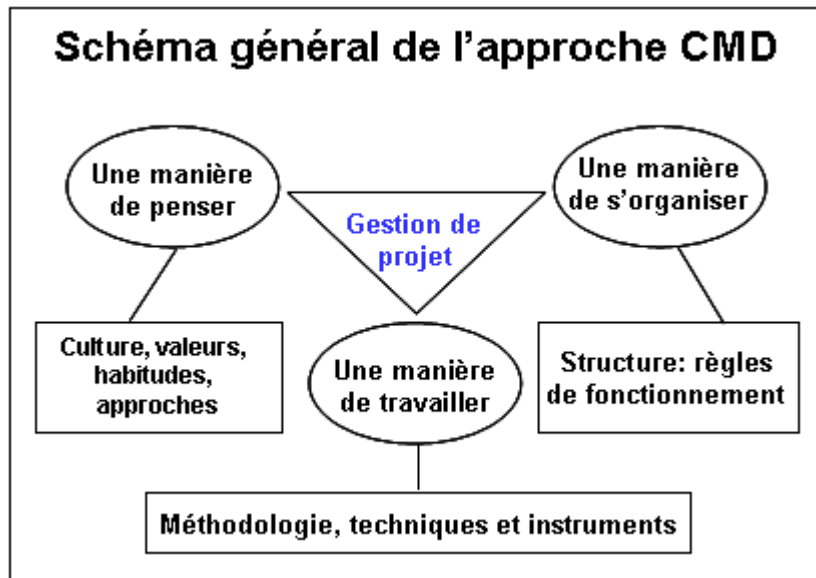 Schéma général de l'approche CMD
Une manière
de penser
Une manière
de s'organiser
Gestion de
projet
Culture, valeurs,
habitudes,
approches
Une manière
de travailler
Structure: règles
de fonctionnement
Méthodologie, techniques et instruments